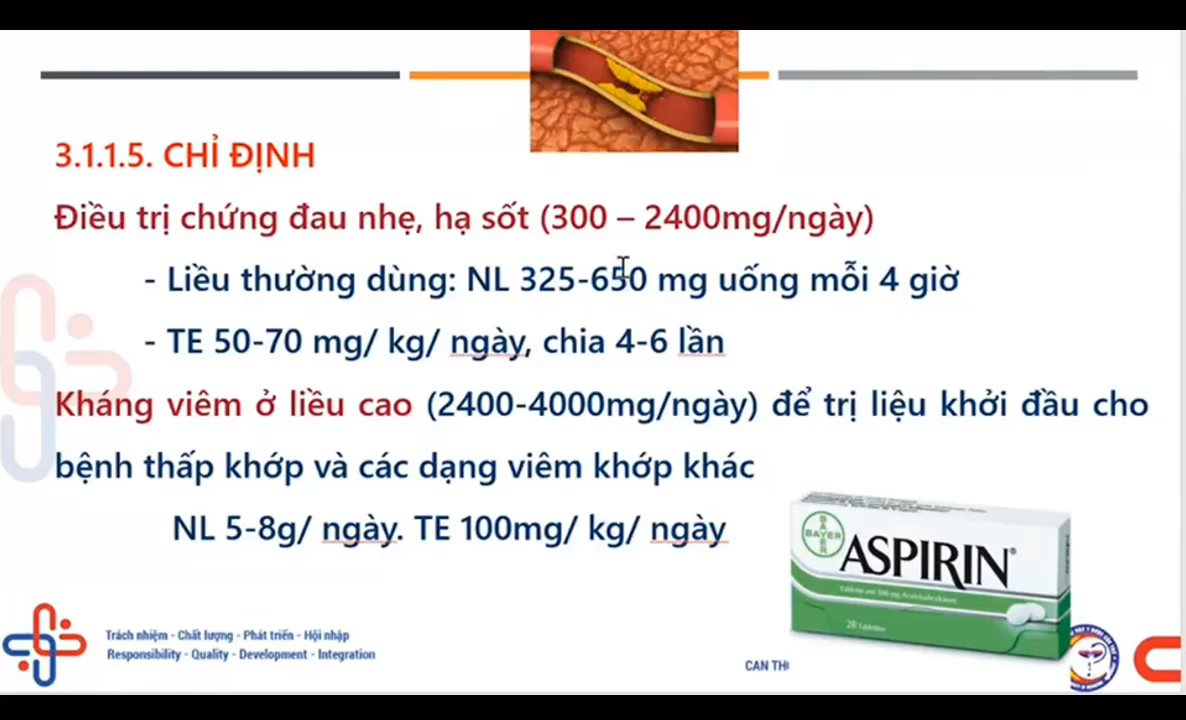 3.1.1.5. CHỈ ĐỊNH
Điều trị chứng đau nhẹ, hạ sốt (300 – 2400mg/ngày)
- Liều thường dùng: NL 325-650 mg uống mỗi 4 giờ
- TE 50-70 mg/ kg/ ngày, chia 4-6 lần
Kháng viêm ở liều cao (2400-4000mg/ngày) để trị liệu khởi đầu cho
bệnh thấp khớp và các dạng viêm khớp khác
NL 5-8g/ ngày. TE 100mg/ kg/ ngày
BAYER
BAYER
ASPIRIN®
20 Tabletten
Trách nhiệm - Chất lượng - Phát triển - Hội nhập
Responsibility - Quality - Development - Integration
CAN TH